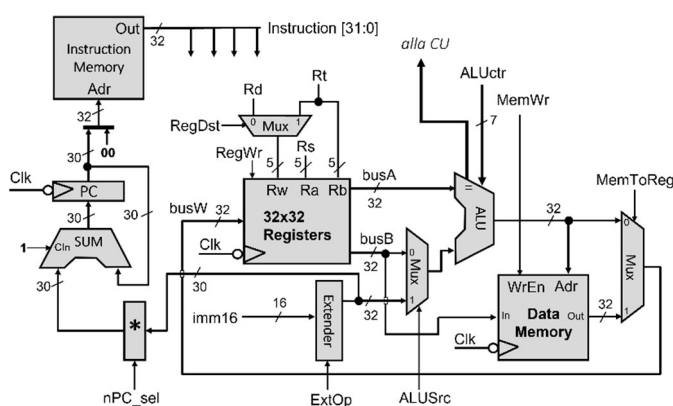 Out
32
Instruction [31:0]
Instruction
Memory
Adr
alla CU
Rd
Rt
ALUctr
32
0
1
Mux
MemWr
RegDst
7
30
00
Rs
RegWr
5
5
5
MemToReg
Clk
PC
Rw
Ra
Rb
busA
=
30
30
busW
32
32x32
Registers
32
ALU
32
0
SUM
1
CIn
Clk
busB
32
0
Mux
Mux
30
30
WrEn
Adr
16
32
1
Data
Memory
In
Out
32
1
*
imm16
Extender
Clk
nPC_sel
ExtOp
ALUSrc